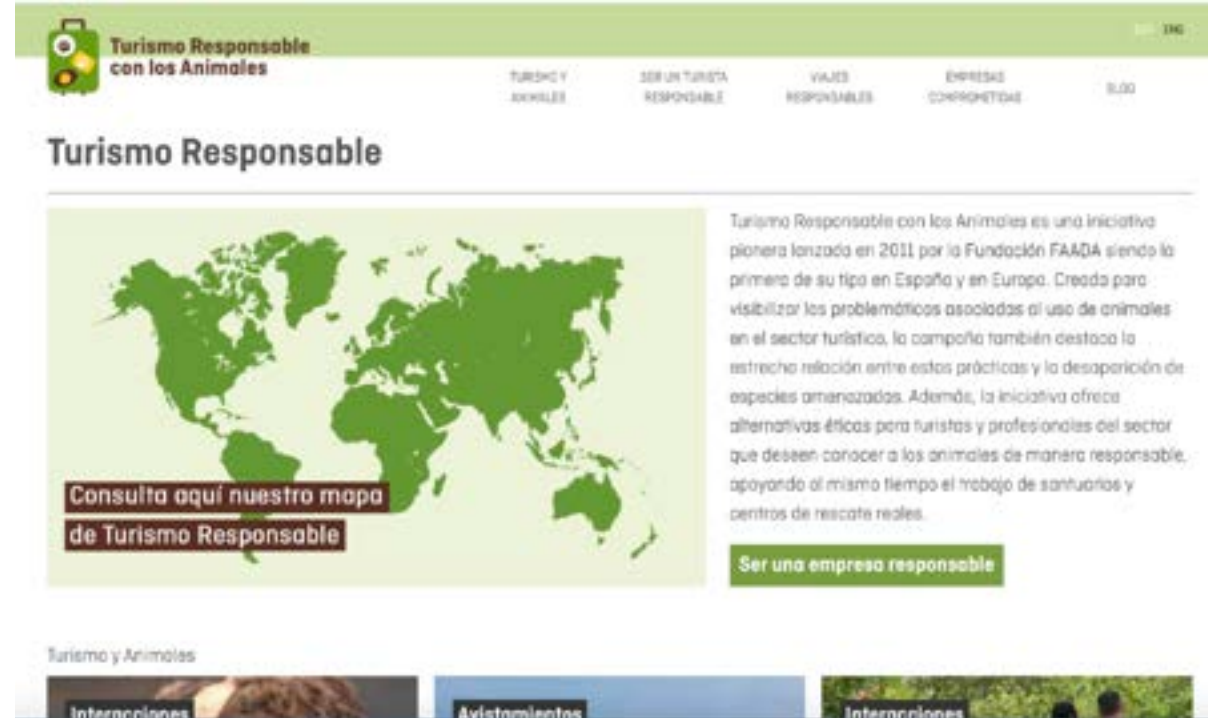 ENG
Turismo Responsable
con los Animales
TURISMO Y
ANIMALES
SER UN TURISTA
RESPONSABLE
VIAJES
RESPONSABLES
EMPRESAS
COMPROMETIDAS
BLOG
Turismo Responsable
Turismo Responsable con los Animales es una iniciativa
pionera lanzada en 2011 por la Fundación FAADA siendo la
primera de su tipo en España y en Europa. Creada para
visibilizar las problemáticas asociadas al uso de animales
en el sector turístico, la campaña también destaca la
estrecha relación entre estas prácticas y la desaparición de
especies amenazadas. Además, la iniciativa ofrece
alternativas éticas para turistas y profesionales del sector
que deseen conocer a los animales de manera responsable,
apoyando al mismo tiempo el trabajo de santuarios y
centros de rescate reales.
Consulta aquí nuestro mapa
de Turismo Responsable
Ser una empresa responsable
Turismo y Animales
Interacciones
Avistamientos
Interacciones